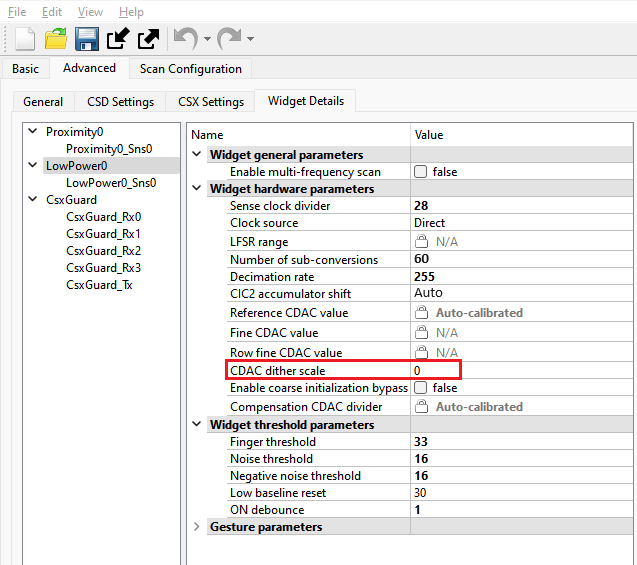 File Edit View Help
Basic Advanced Scan Configuration
General CSD Settings CSX Settings Widget Details
Proximity0
Proximity0_Sns0
LowPower0
LowPower0_Sns0
CsxGuard
CsxGuard_Rx0
CsxGuard_Rx1
CsxGuard_Rx2
CsxGuard_Rx3
CsxGuard_Tx
Name Value
Widget general parameters
Enable multi-frequency scan false
Widget hardware parameters
Sense clock divider 28
Clock source Direct
LFSR range N/A
Number of sub-conversions 60
Decimation rate 255
CIC2 accumulator shift Auto
Reference CDAC value Auto-calibrated
Fine CDAC value N/A
Row fine CDAC value N/A
CDAC dither scale 0
Enable coarse initialization bypass false
Compensation CDAC divider Auto-calibrated
Widget threshold parameters
Finger threshold 33
Noise threshold 16
Negative noise threshold 16
Low baseline reset 30
ON debounce 1
Gesture parameters